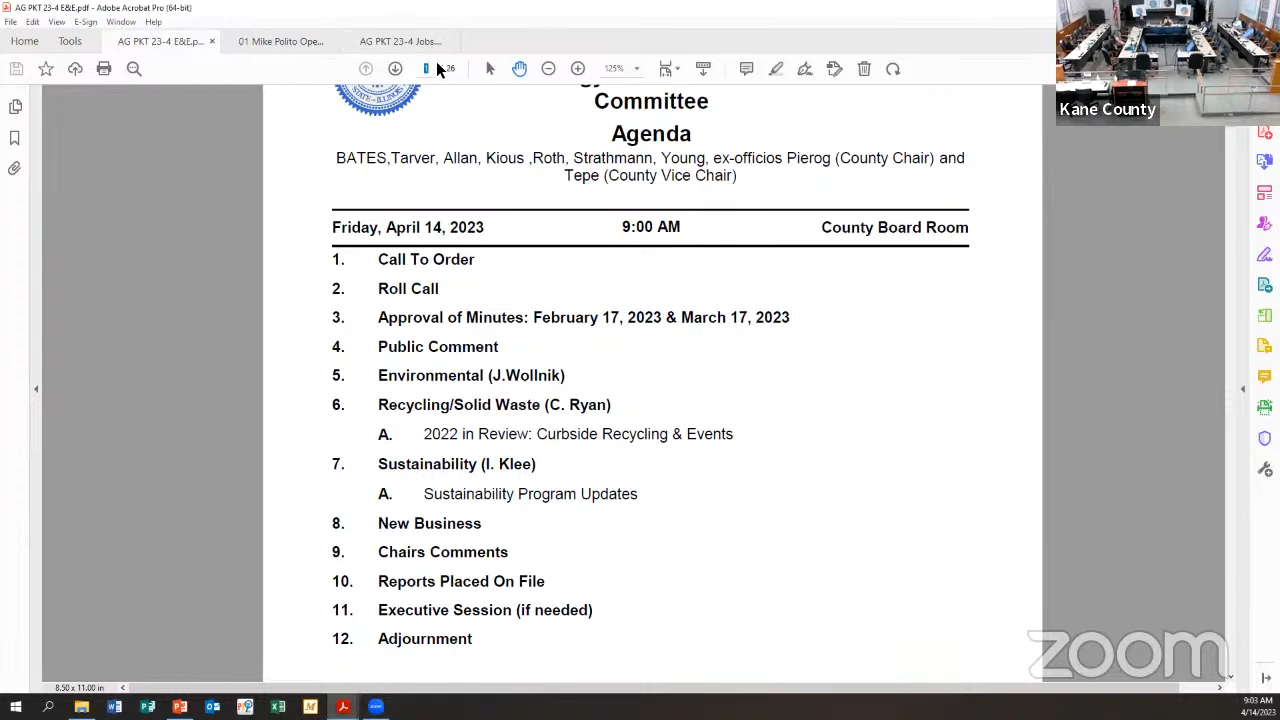 AG PKT 23-4 E&E.pdf - Adobe Acrobat Pro (64-bit)
File Edit View E-Sign Window Help
Home Tools AG PKT 23-4 E&E.p... × 01 Mike Polito Ope... AG PKT 23-4 Jobs...
1 26 125%
Kane County
STATE ILLI
Committee
Agenda
BATES,Tarver, Allan, Kious ,Roth, Strathmann, Young, ex-officios Pierog (County Chair) and
Tepe (County Vice Chair)
Friday, April 14, 2023 9:00 AM County Board Room
1. Call To Order
2. Roll Call
3. Approval of Minutes: February 17, 2023 & March 17, 2023
4. Public Comment
5. Environmental (J.Wollnik)
6. Recycling/Solid Waste (C. Ryan)
A. 2022 in Review: Curbside Recycling & Events
7. Sustainability (I. Klee)
A. Sustainability Program Updates
8. New Business
9. Chairs Comments
10. Reports Placed On File
11. Executive Session (if needed)
12. Adjournment
zoom
8.50 x 11.00 in
9:03 AM
4/14/2023